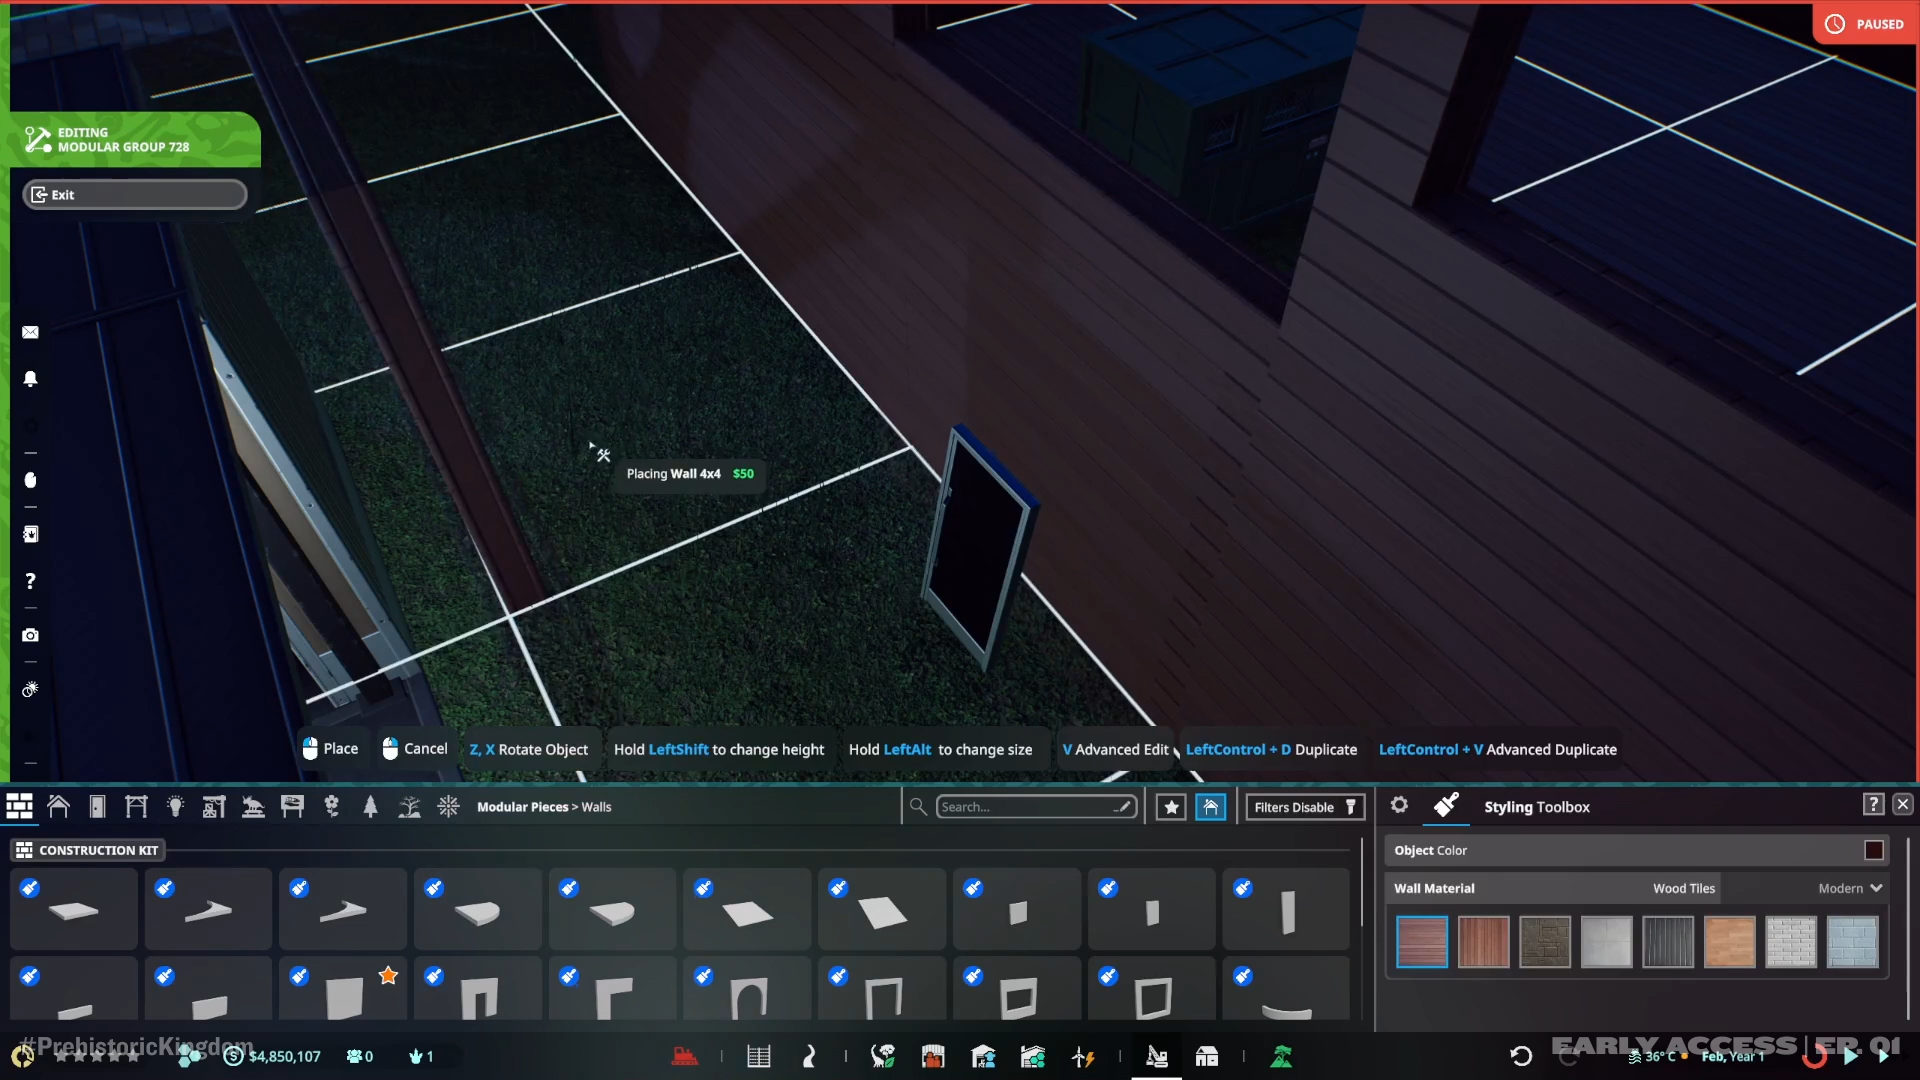 PAUSED
EDITING
MODULAR GROUP 728
Exit
Placing Wall 4x4 $50
Place
Cancel
Z, X Rotate Object
Hold LeftShift to change height
Hold LeftAlt to change size
V Advanced Edit
LeftControl + D Duplicate
LeftControl + V Advanced Duplicate
Modular Pieces > Walls
Search...
Filters Disable
Styling Toolbox
?
CONSTRUCTION KIT
Object Color
Wall Material
Wood Tiles
Modern
#PrehistoricKingdom
$4,850,107
0
1
EARLY ACCESS | EP. 01
36° C
Feb, Year 1